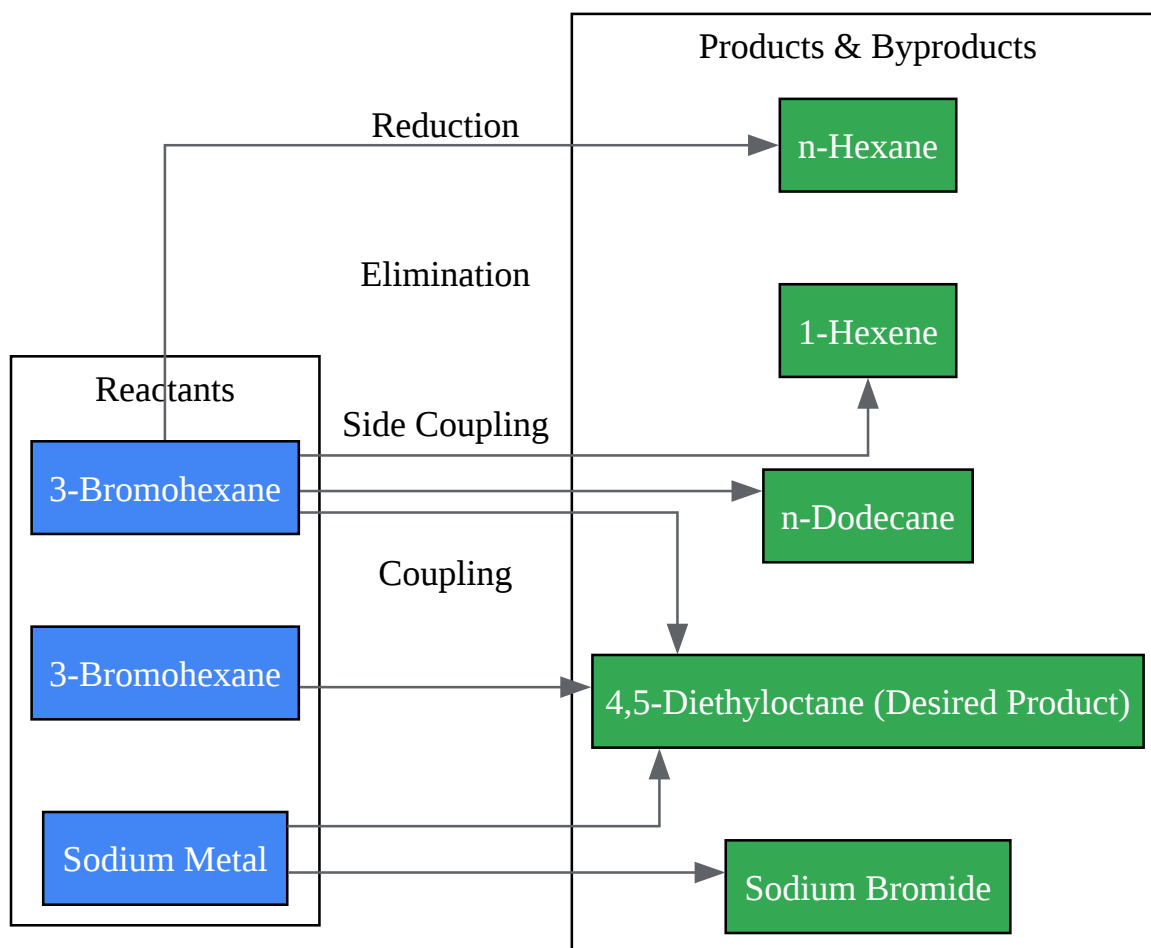 Products & Byproducts
Reduction
n-Hexane
Elimination
1-Hexene
Reactants
Side Coupling
3-Bromohexane
n-Dodecane
Coupling
3-Bromohexane
4,5-Diethyloctane (Desired Product)
Sodium Metal
Sodium Bromide